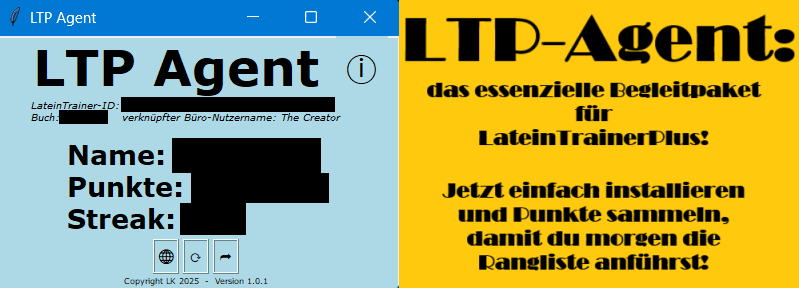 LTP Agent
LTP Agent
LateinTrainer-ID:
Buch: verknüpfter Büro-Nutzername: The Creator
Name:
Punkte:
Streak:
Copyright LK 2025 - Version 1.0.1
LTP-Agent:
das essenzielle Begleitpaket
für
LateinTrainerPlus!
Jetzt einfach installieren
und Punkte sammeln,
damit du morgen die
Rangliste anführst!